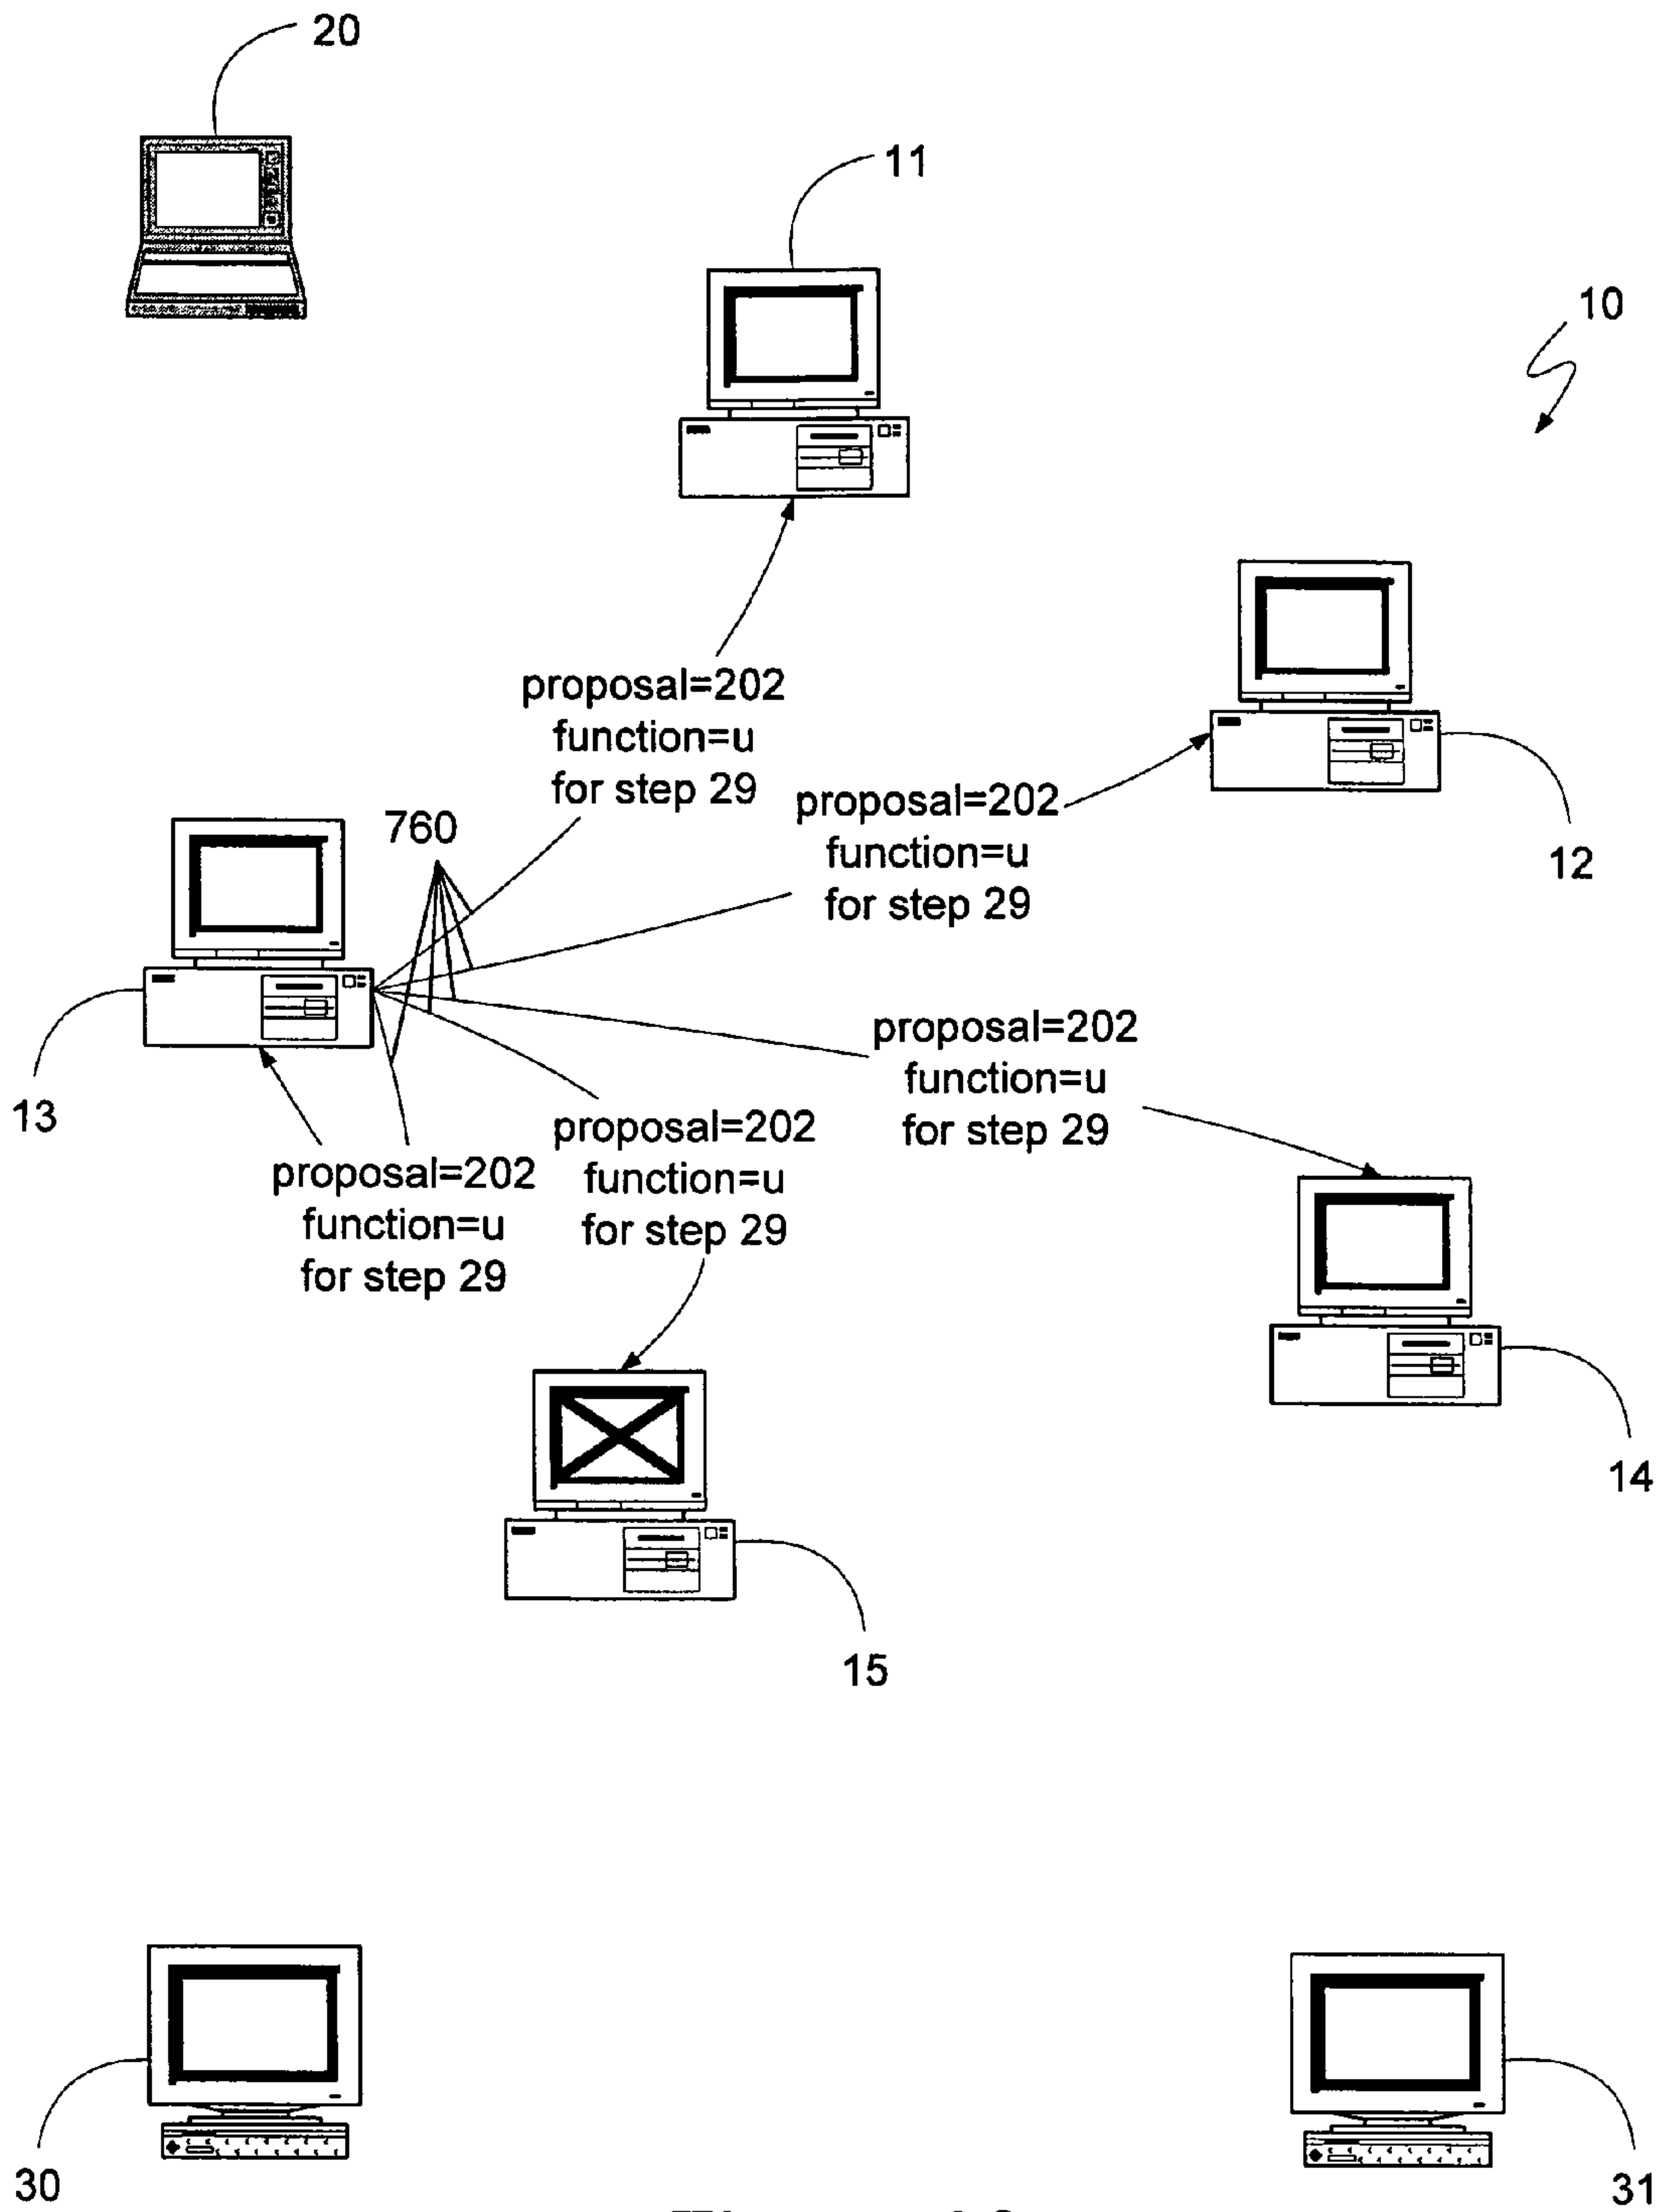 20
11
10
proposal=202
function=u
for step 29
proposal=202
function=u
for step 29
12
760
13
proposal=202
function=u
for step 29
proposal=202
function=u
for step 29
proposal=202
function=u
for step 29
14
15
30
31